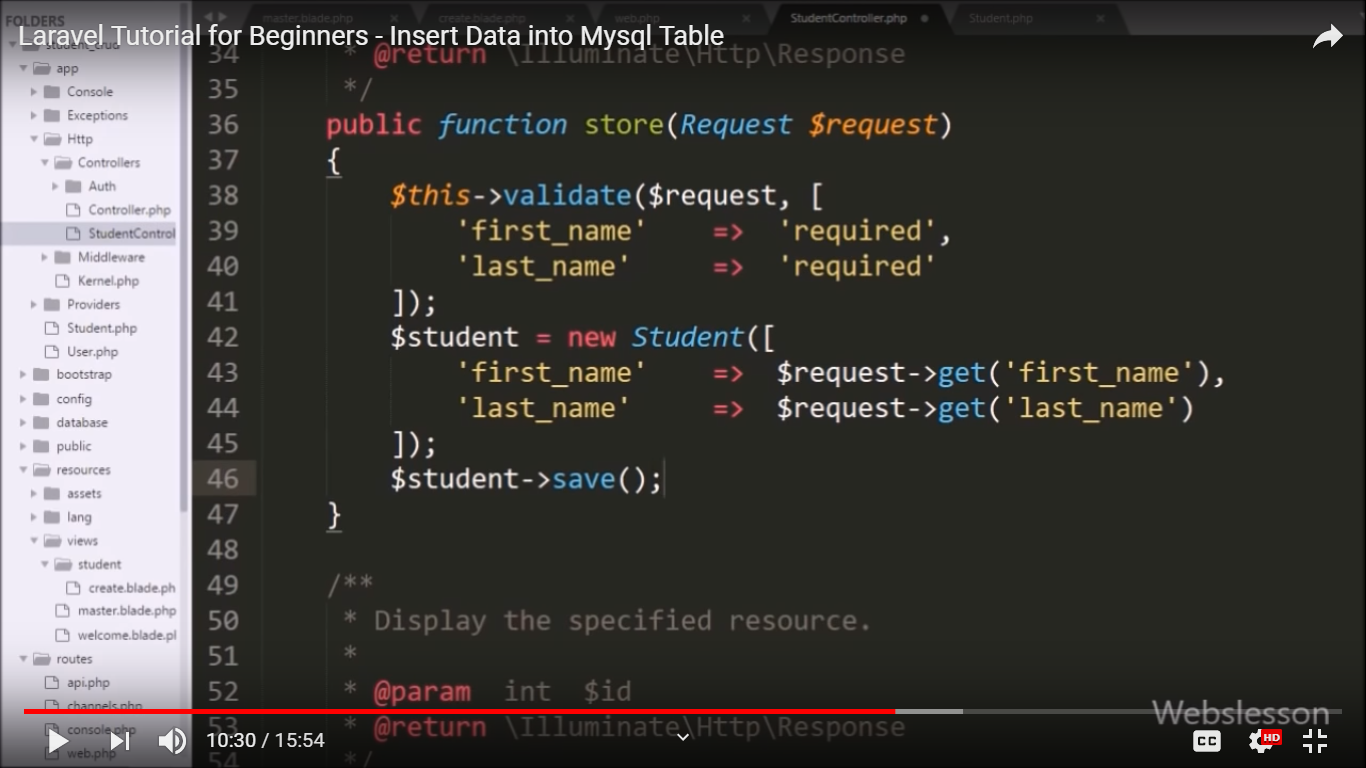 FOLDERS
master.blade.php × create.blade.php × web.php × StudentController.php Student.php ×
Laravel Tutorial for Beginners - Insert Data into Mysql Table
student_crud
app
Console
Exceptions
Http
Controllers
Auth
Controller.php
StudentControl
Middleware
Kernel.php
Providers
Student.php
User.php
bootstrap
config
database
public
resources
assets
lang
views
student
create.blade.ph
master.blade.php
welcome.blade.pl
routes
api.php
channels.php
console.php
web.php
34 * @return \Illuminate\Http\Response
35 */
36 public function store(Request $request)
37 {
38 $this->validate($request, [
39 'first_name' => 'required',
40 'last_name' => 'required'
41 ]);
42 $student = new Student([
43 'first_name' => $request->get('first_name'),
44 'last_name' => $request->get('last_name')
45 ]);
46 $student->save();
47 }
48
49 /**
50 * Display the specified resource.
51 *
52 * @param int $id
53 * @return \Illuminate\Http\Response
54 */
Webslesson
10:30 / 15:54
CC
HD